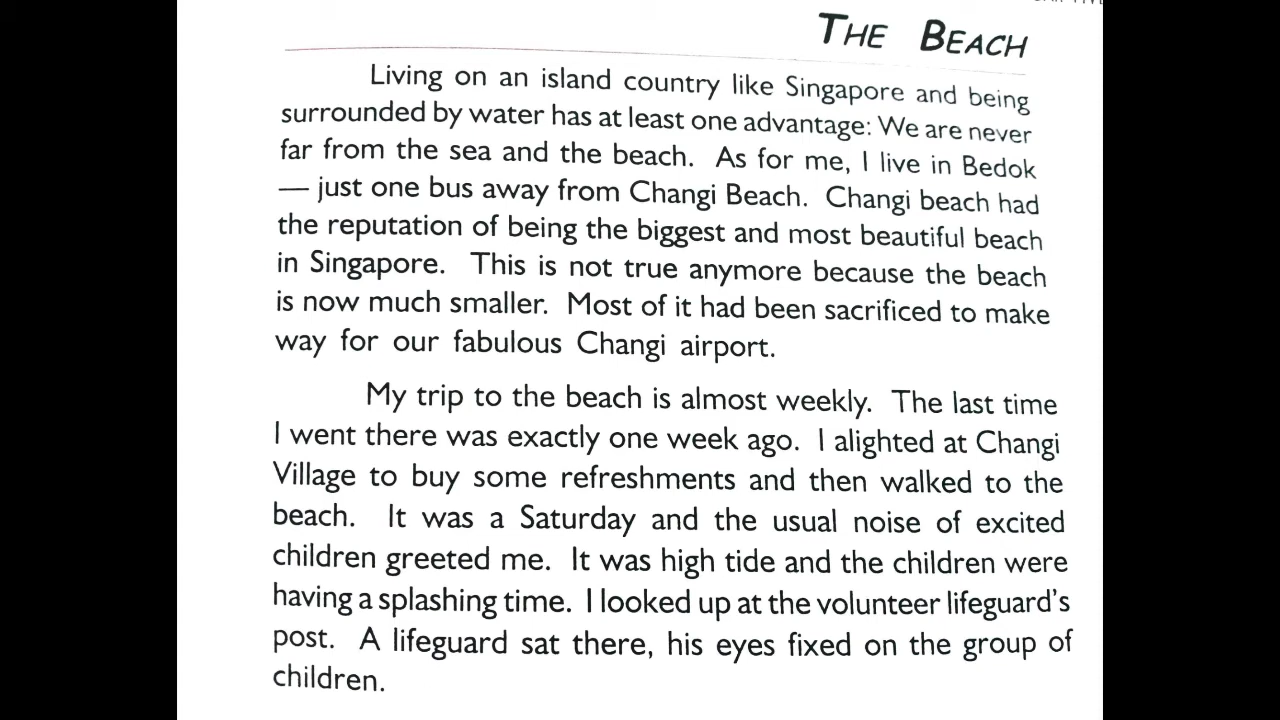 THE BEACH
Living on an island country like Singapore and being
surrounded by water has at least one advantage: We are never
far from the sea and the beach. As for me, I live in Bedok
— just one bus away from Changi Beach. Changi beach had
the reputation of being the biggest and most beautiful beach
in Singapore. This is not true anymore because the beach
is now much smaller. Most of it had been sacrificed to make
way for our fabulous Changi airport.
My trip to the beach is almost weekly. The last time
I went there was exactly one week ago. I alighted at Changi
Village to buy some refreshments and then walked to the
beach. It was a Saturday and the usual noise of excited
children greeted me. It was high tide and the children were
having a splashing time. I looked up at the volunteer lifeguard's
post. A lifeguard sat there, his eyes fixed on the group of
children.